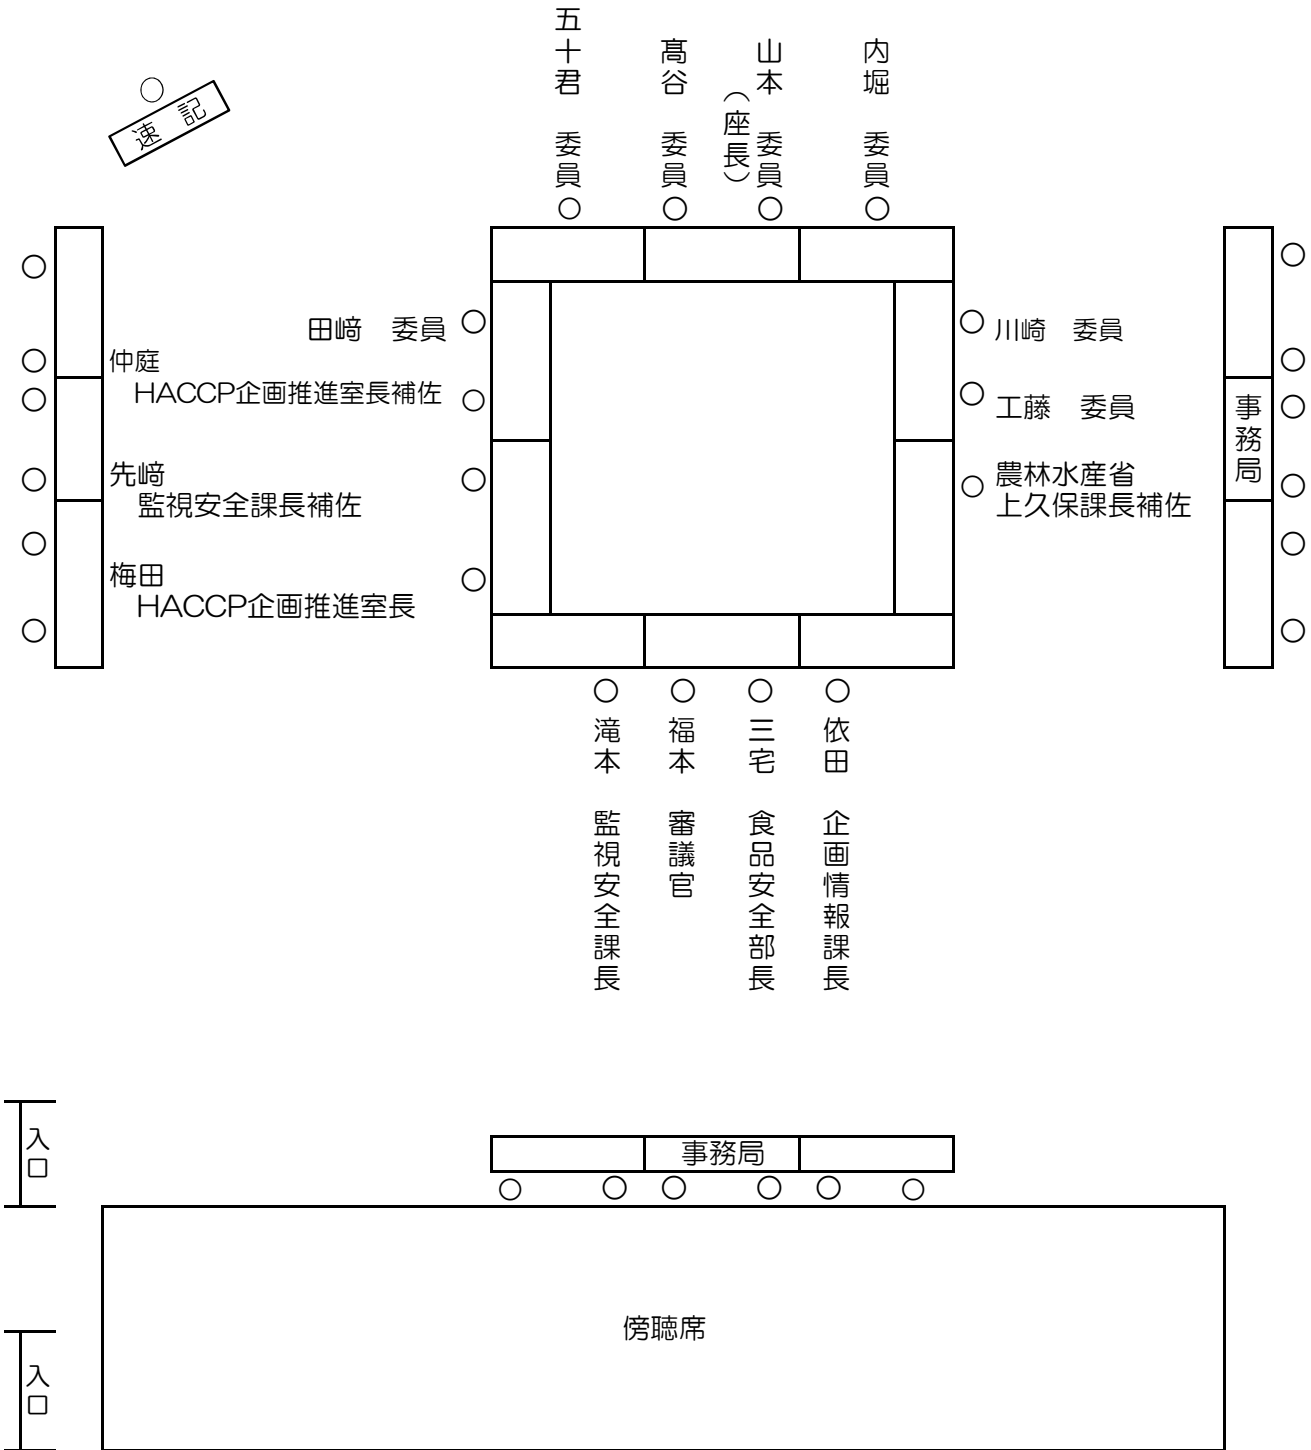 五十君　委員
髙谷　委員
山本　委員
（座長）
内堀　委員
速記
田﨑　委員
川崎　委員
仲庭
HACCP企画推進室長補佐
工藤　委員
事務局
先﨑
監視安全課長補佐
農林水産省
上久保課長補佐
梅田
HACCP企画推進室長
滝本　監視安全課長
福本　審議官
三宅　食品安全部長
依田　企画情報課長
入口
事務局
傍聴席
入口